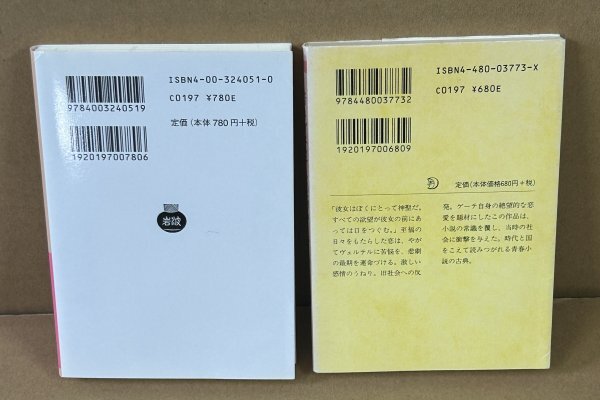 ISBN4-00-324051-0
C0197 ¥780E
定価(本体780円+税)
9784003240519
1920197007806
岩波
ISBN4-480-03773-X
C0197 ¥680E
9784480037732
1920197006809
定価(本体価格680円+税)
「彼女はぼくにとって神聖だ。
すべての欲望が彼女の前にあ
っては口をつぐむ。」至福の
日々をもたらした恋は、やが
てヴェルテルに苦悩を、悲劇
の最期を運命づける。激しい
感情のうねり。旧社会への反
発。ゲーテ自身の絶望的な恋
愛を題材にしたこの作品は、
小説の常識を覆し、当時の社
会に衝撃を与えた。時代と国
をこえて読みつがれる青春小
説の古典。